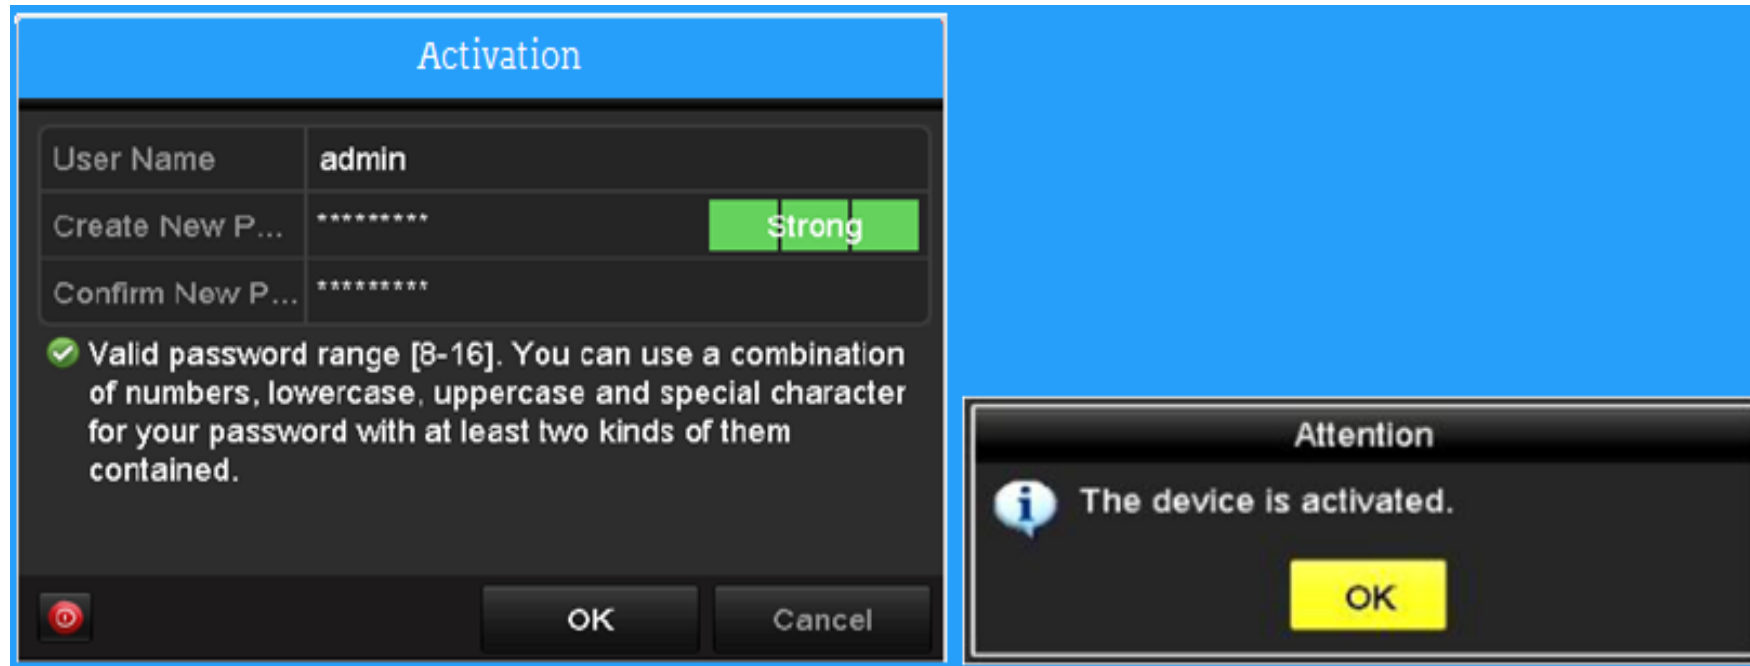 Activation
User Name admin
Create New P... ********* Strong
Confirm New P... *********
Valid password range [8-16]. You can use a combination
of numbers, lowercase, uppercase and special character
for your password with at least two kinds of them
contained.
OK Cancel
Attention
The device is activated.
OK